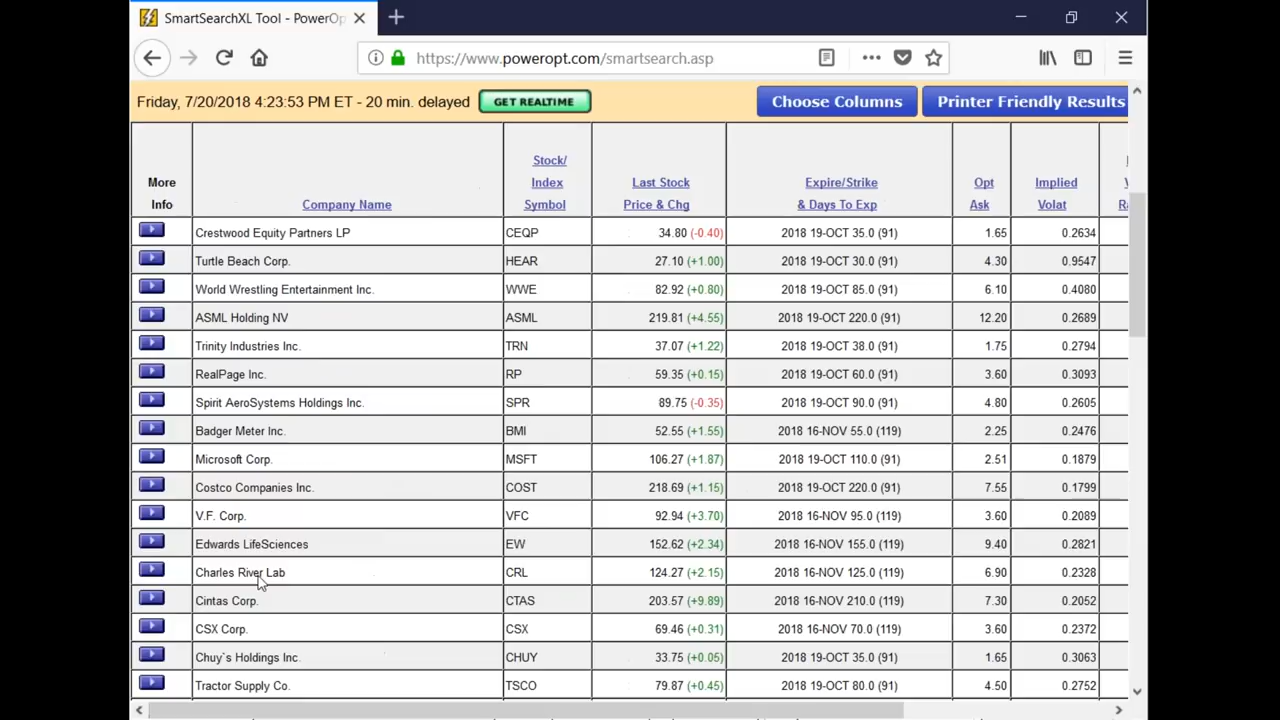 SmartSearchXL Tool - PowerOp
https://www.poweropt.com/smartsearch.asp
Friday, 7/20/2018 4:23:53 PM ET - 20 min. delayed GET REALTIME Choose Columns Printer Friendly Results
More Info Company Name Stock/ Index Symbol Last Stock Price & Chg Expire/Strike & Days To Exp Opt Ask Implied Volat
Crestwood Equity Partners LP CEQP 34.80 (-0.40) 2018 19-OCT 35.0 (91) 1.65 0.2634
Turtle Beach Corp. HEAR 27.10 (+1.00) 2018 19-OCT 30.0 (91) 4.30 0.9547
World Wrestling Entertainment Inc. WWE 82.92 (+0.80) 2018 19-OCT 85.0 (91) 6.10 0.4080
ASML Holding NV ASML 219.81 (+4.55) 2018 19-OCT 220.0 (91) 12.20 0.2689
Trinity Industries Inc. TRN 37.07 (+1.22) 2018 19-OCT 38.0 (91) 1.75 0.2794
RealPage Inc. RP 59.35 (+0.15) 2018 19-OCT 60.0 (91) 3.60 0.3093
Spirit AeroSystems Holdings Inc. SPR 89.75 (-0.35) 2018 19-OCT 90.0 (91) 4.80 0.2605
Badger Meter Inc. BMI 52.55 (+1.55) 2018 16-NOV 55.0 (119) 2.25 0.2476
Microsoft Corp. MSFT 106.27 (+1.87) 2018 19-OCT 110.0 (91) 2.51 0.1879
Costco Companies Inc. COST 218.69 (+1.15) 2018 19-OCT 220.0 (91) 7.55 0.1799
V.F. Corp. VFC 92.94 (+3.70) 2018 16-NOV 95.0 (119) 3.60 0.2089
Edwards LifeSciences EW 152.62 (+2.34) 2018 16-NOV 155.0 (119) 9.40 0.2821
Charles River Lab CRL 124.27 (+2.15) 2018 16-NOV 125.0 (119) 6.90 0.2328
Cintas Corp. CTAS 203.57 (+9.89) 2018 16-NOV 210.0 (119) 7.30 0.2052
CSX Corp. CSX 69.46 (+0.31) 2018 16-NOV 70.0 (119) 3.60 0.2372
Chuy`s Holdings Inc. CHUY 33.75 (+0.05) 2018 19-OCT 35.0 (91) 1.65 0.3063
Tractor Supply Co. TSCO 79.87 (+0.45) 2018 19-OCT 80.0 (91) 4.50 0.2752